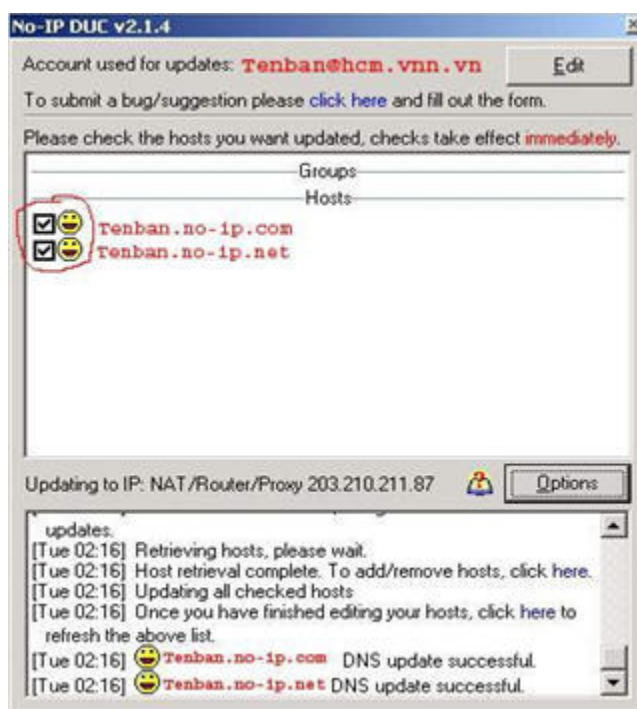 No-IP DUC v2.1.4
Account used for updates: Tenban@hcm.vnn.vn Edit
To submit a bug/suggestion please click here and fill out the form.
Please check the hosts you want updated, checks take effect immediately.
Groups
Hosts
Tenban.no-ip.com
Tenban.no-ip.net
Updating to IP: NAT/Router/Proxy 203.210.211.87 Options
updates.
[Tue 02:16] Retrieving hosts, please wait.
[Tue 02:16] Host retrieval complete. To add/remove hosts, click here.
[Tue 02:16] Updating all checked hosts
[Tue 02:16] Once you have finished editing your hosts, click here to
refresh the above list.
[Tue 02:16] Tenban.no-ip.com DNS update successful.
[Tue 02:16] Tenban.no-ip.net DNS update successful.